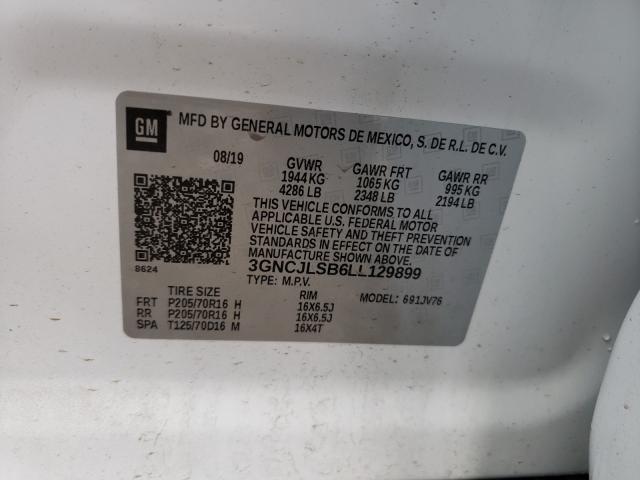 GM MFD BY GENERAL MOTORS DE MEXICO, S. DE R.L. DE C.V.
08/19 GVWR GAWR FRT GAWR RR
1944 KG 1065 KG 995 KG
4286 LB 2348 LB 2194 LB
THIS VEHICLE CONFORMS TO ALL
APPLICABLE U.S. FEDERAL MOTOR
VEHICLE SAFETY AND THEFT PREVENTION
STANDARDS IN EFFECT ON THE DATE OF
MANUFACTURE SHOWN ABOVE.
8624 3GNCJLSB6LL129899
TYPE: M.P.V.
TIRE SIZE RIM MODEL: 691JV76
FRT P205/70R16 H 16X6.5J
RR P205/70R16 H 16X6.5J
SPA T125/70D16 M 16X4T